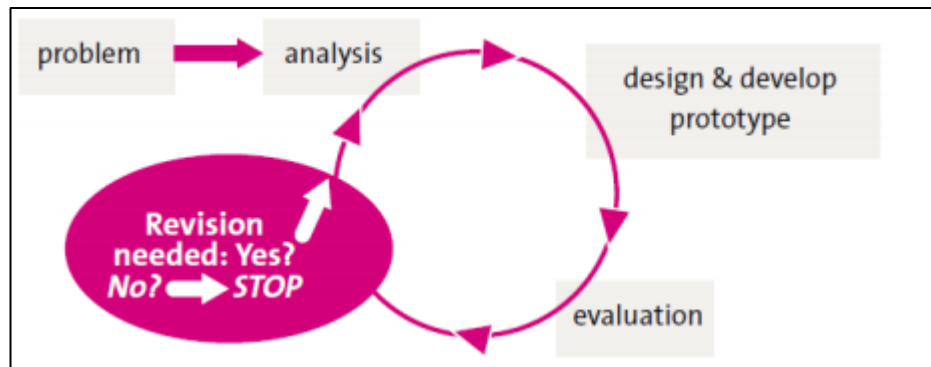 problem
analysis
design & develop
prototype
evaluation
Revision
needed: Yes?
No? STOP